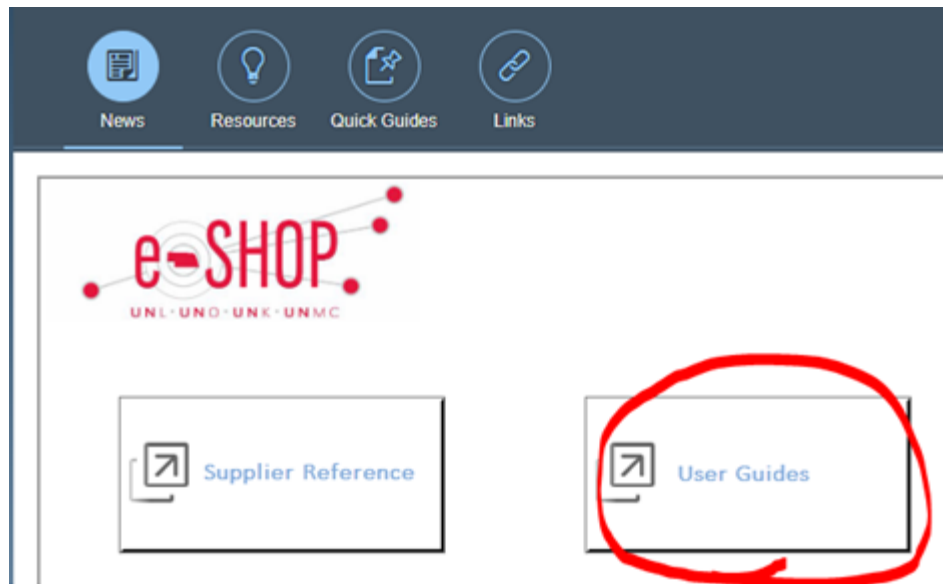 News Resources Quick Guides Links
e SHOP
UNL·UNO·UNK·UNMC
Supplier Reference User Guides